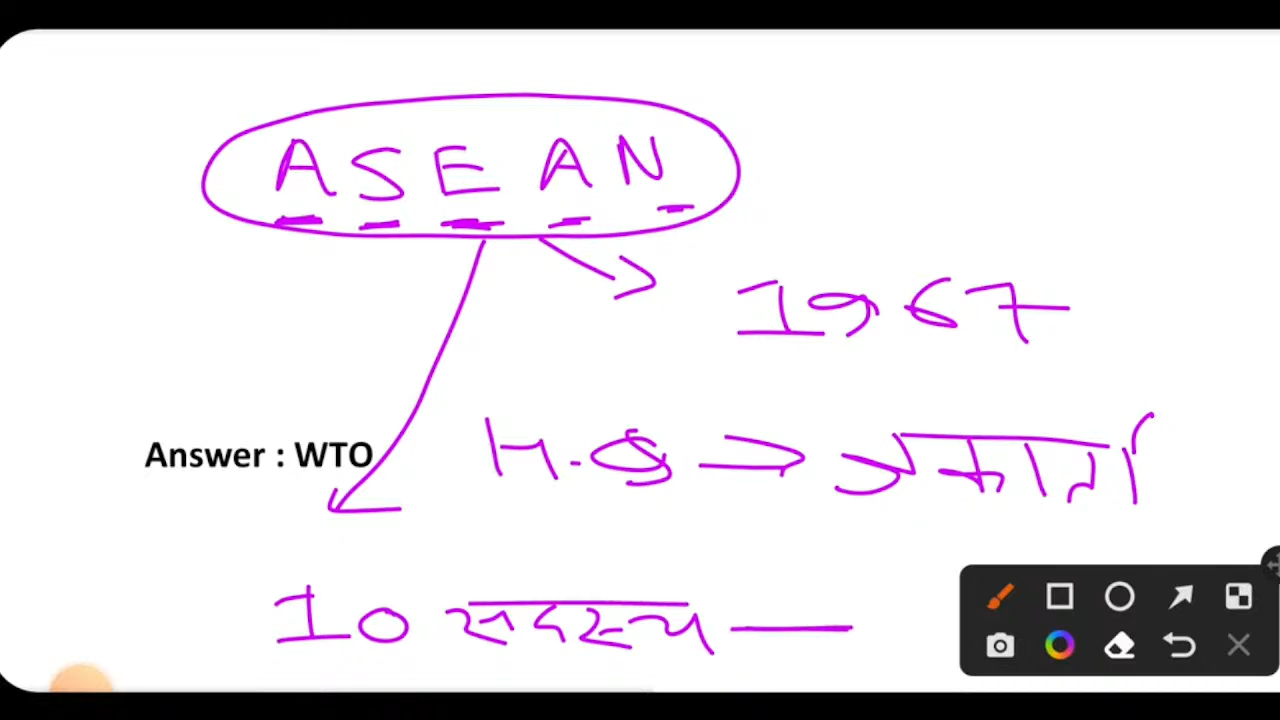 ASEAN
1967
Answer : WTO
H.Q → जकार्ता
10 सदस्य —